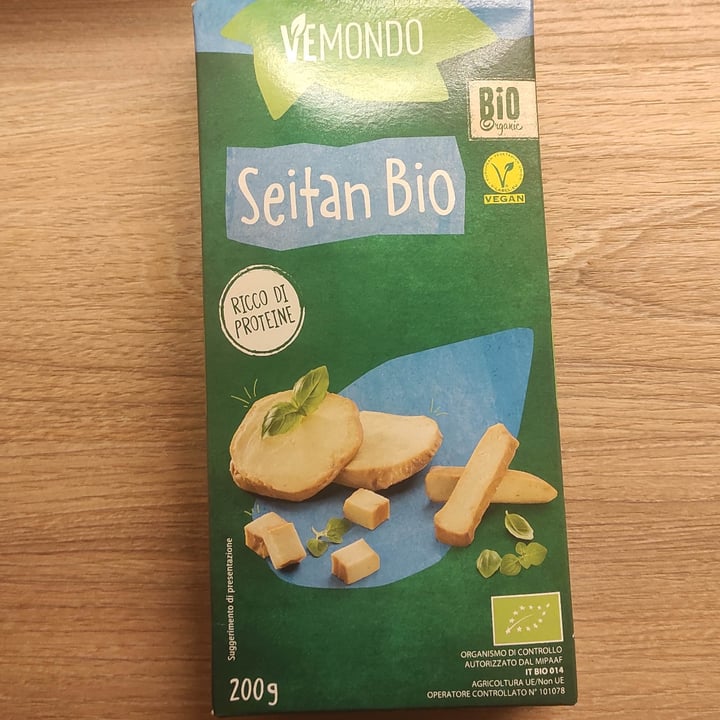 VEMONDO
BiO
Organic
Seitan Bio
VEGAN
RICCO DI
PROTEINE
Suggerimento di presentazione
ORGANISMO DI CONTROLLO
AUTORIZZATO DAL MIPAAF
IT BIO 014
AGRICOLTURA UE/Non UE
OPERATORE CONTROLLATO N° 101078
200g